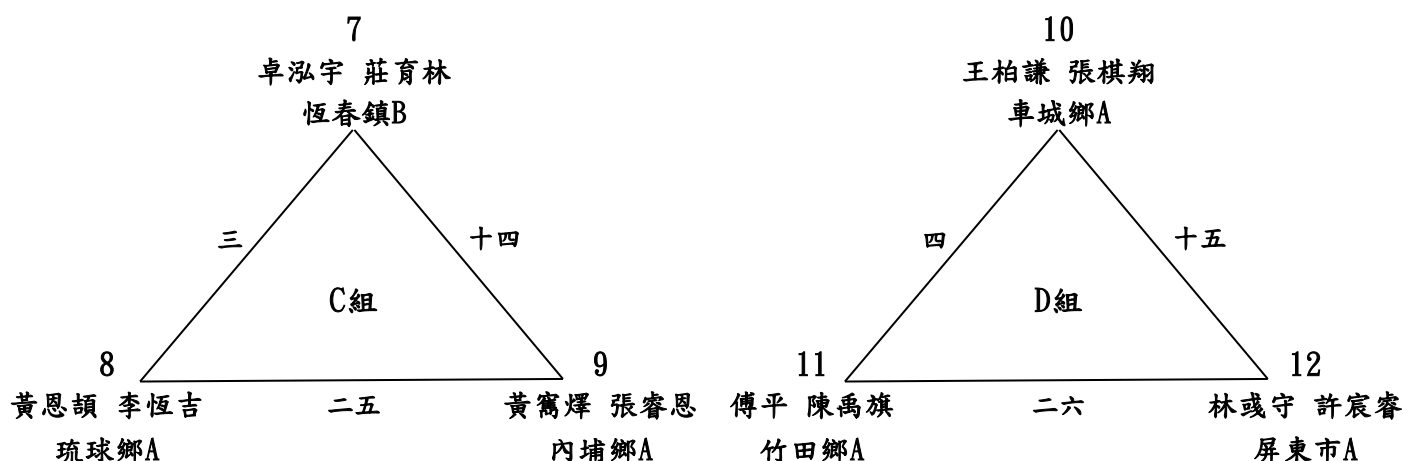 7
卓泓宇 莊育林
恆春鎮B
三
十四
C組
8
黃恩頡 李恆吉
琉球鄉A
二五
9
黃寯燡 張睿恩
內埔鄉A
10
王柏謙 張棋翔
車城鄉A
四
十五
D組
11
傅平 陳禹旗
竹田鄉A
二六
12
林彧守 許宸睿
屏東市A